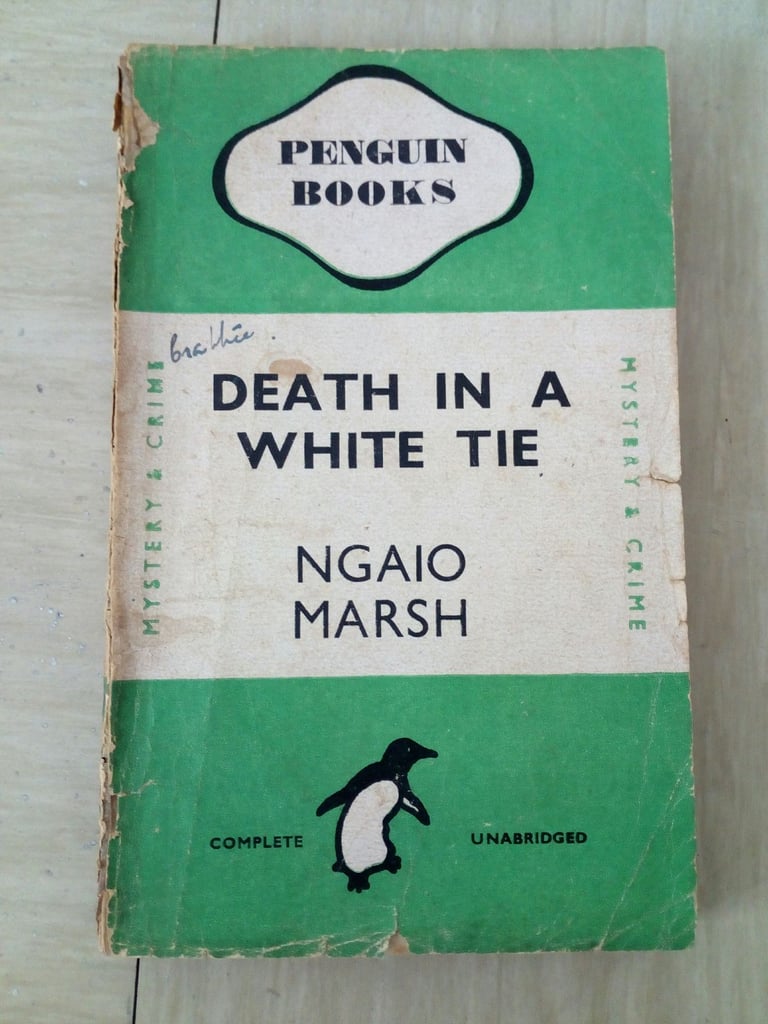 PENGUIN
BOOKS
MYSTERY & CRIME
DEATH IN A
WHITE TIE
NGAIO
MARSH
MYSTERY & CRIME
COMPLETE
UNABRIDGED